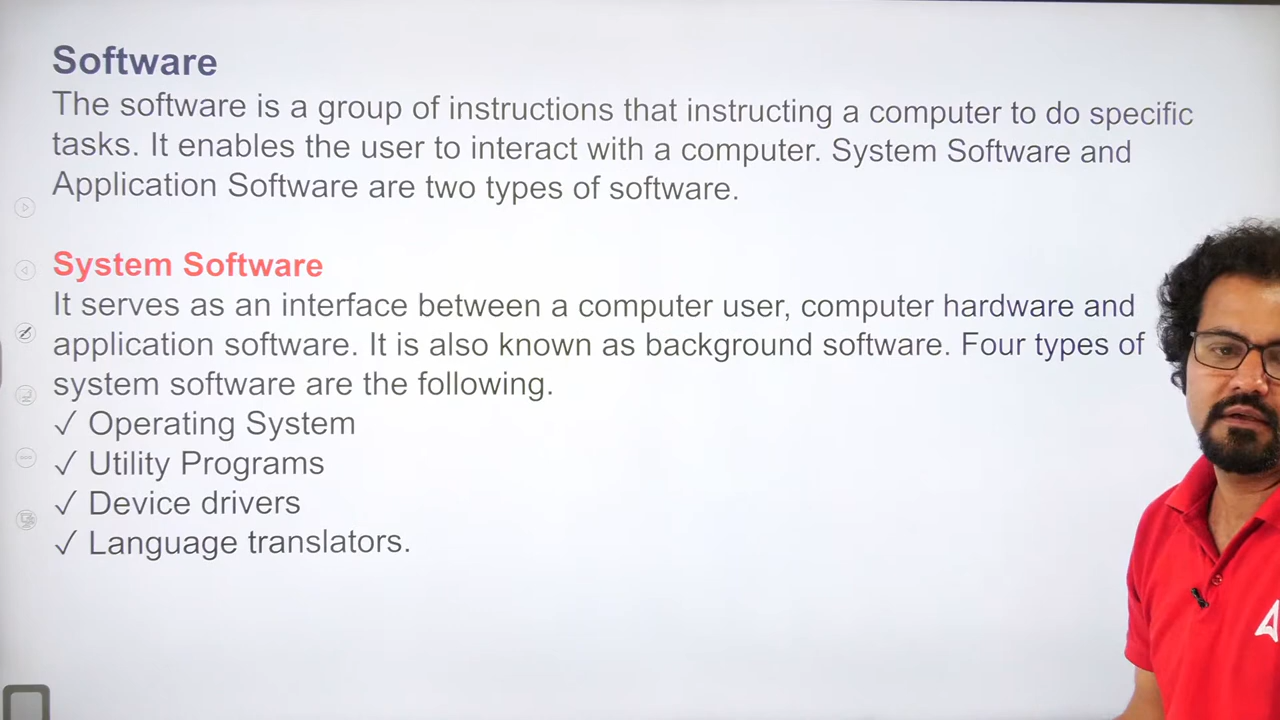 Software
The software is a group of instructions that instructing a computer to do specific
tasks. It enables the user to interact with a computer. System Software and
Application Software are two types of software.
System Software
It serves as an interface between a computer user, computer hardware and
application software. It is also known as background software. Four types of
system software are the following.
✓ Operating System
✓ Utility Programs
✓ Device drivers
✓ Language translators.